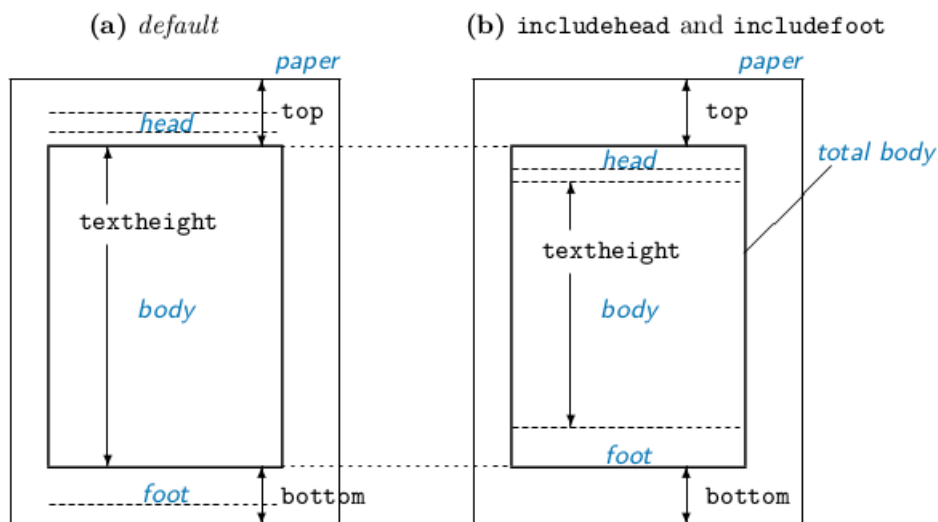 (a) default
(b) includehead and includefoot
paper
paper
top
top
head
head
total body
textheight
textheight
body
body
foot
foot
bottom
bottom